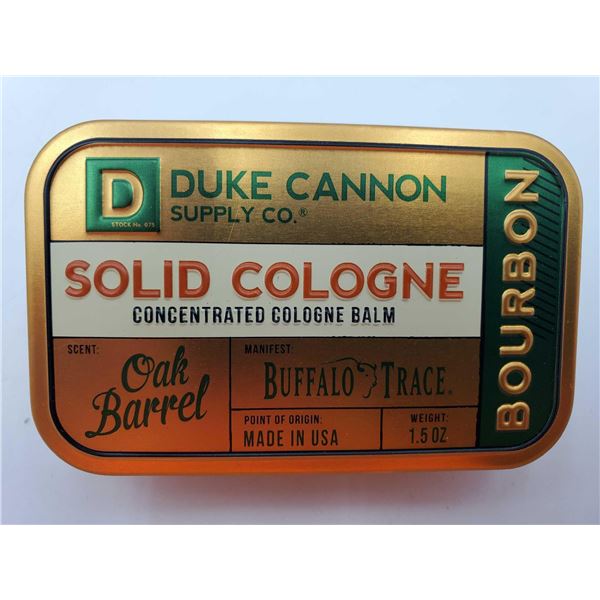 D
STOCK No. 075
DUKE CANNON
SUPPLY CO.®
SOLID COLOGNE
CONCENTRATED COLOGNE BALM
SCENT:
Oak
Barrel
MANIFEST:
BUFFALO TRACE®
POINT OF ORIGIN:
MADE IN USA
WEIGHT:
1.5 OZ
BOURBON